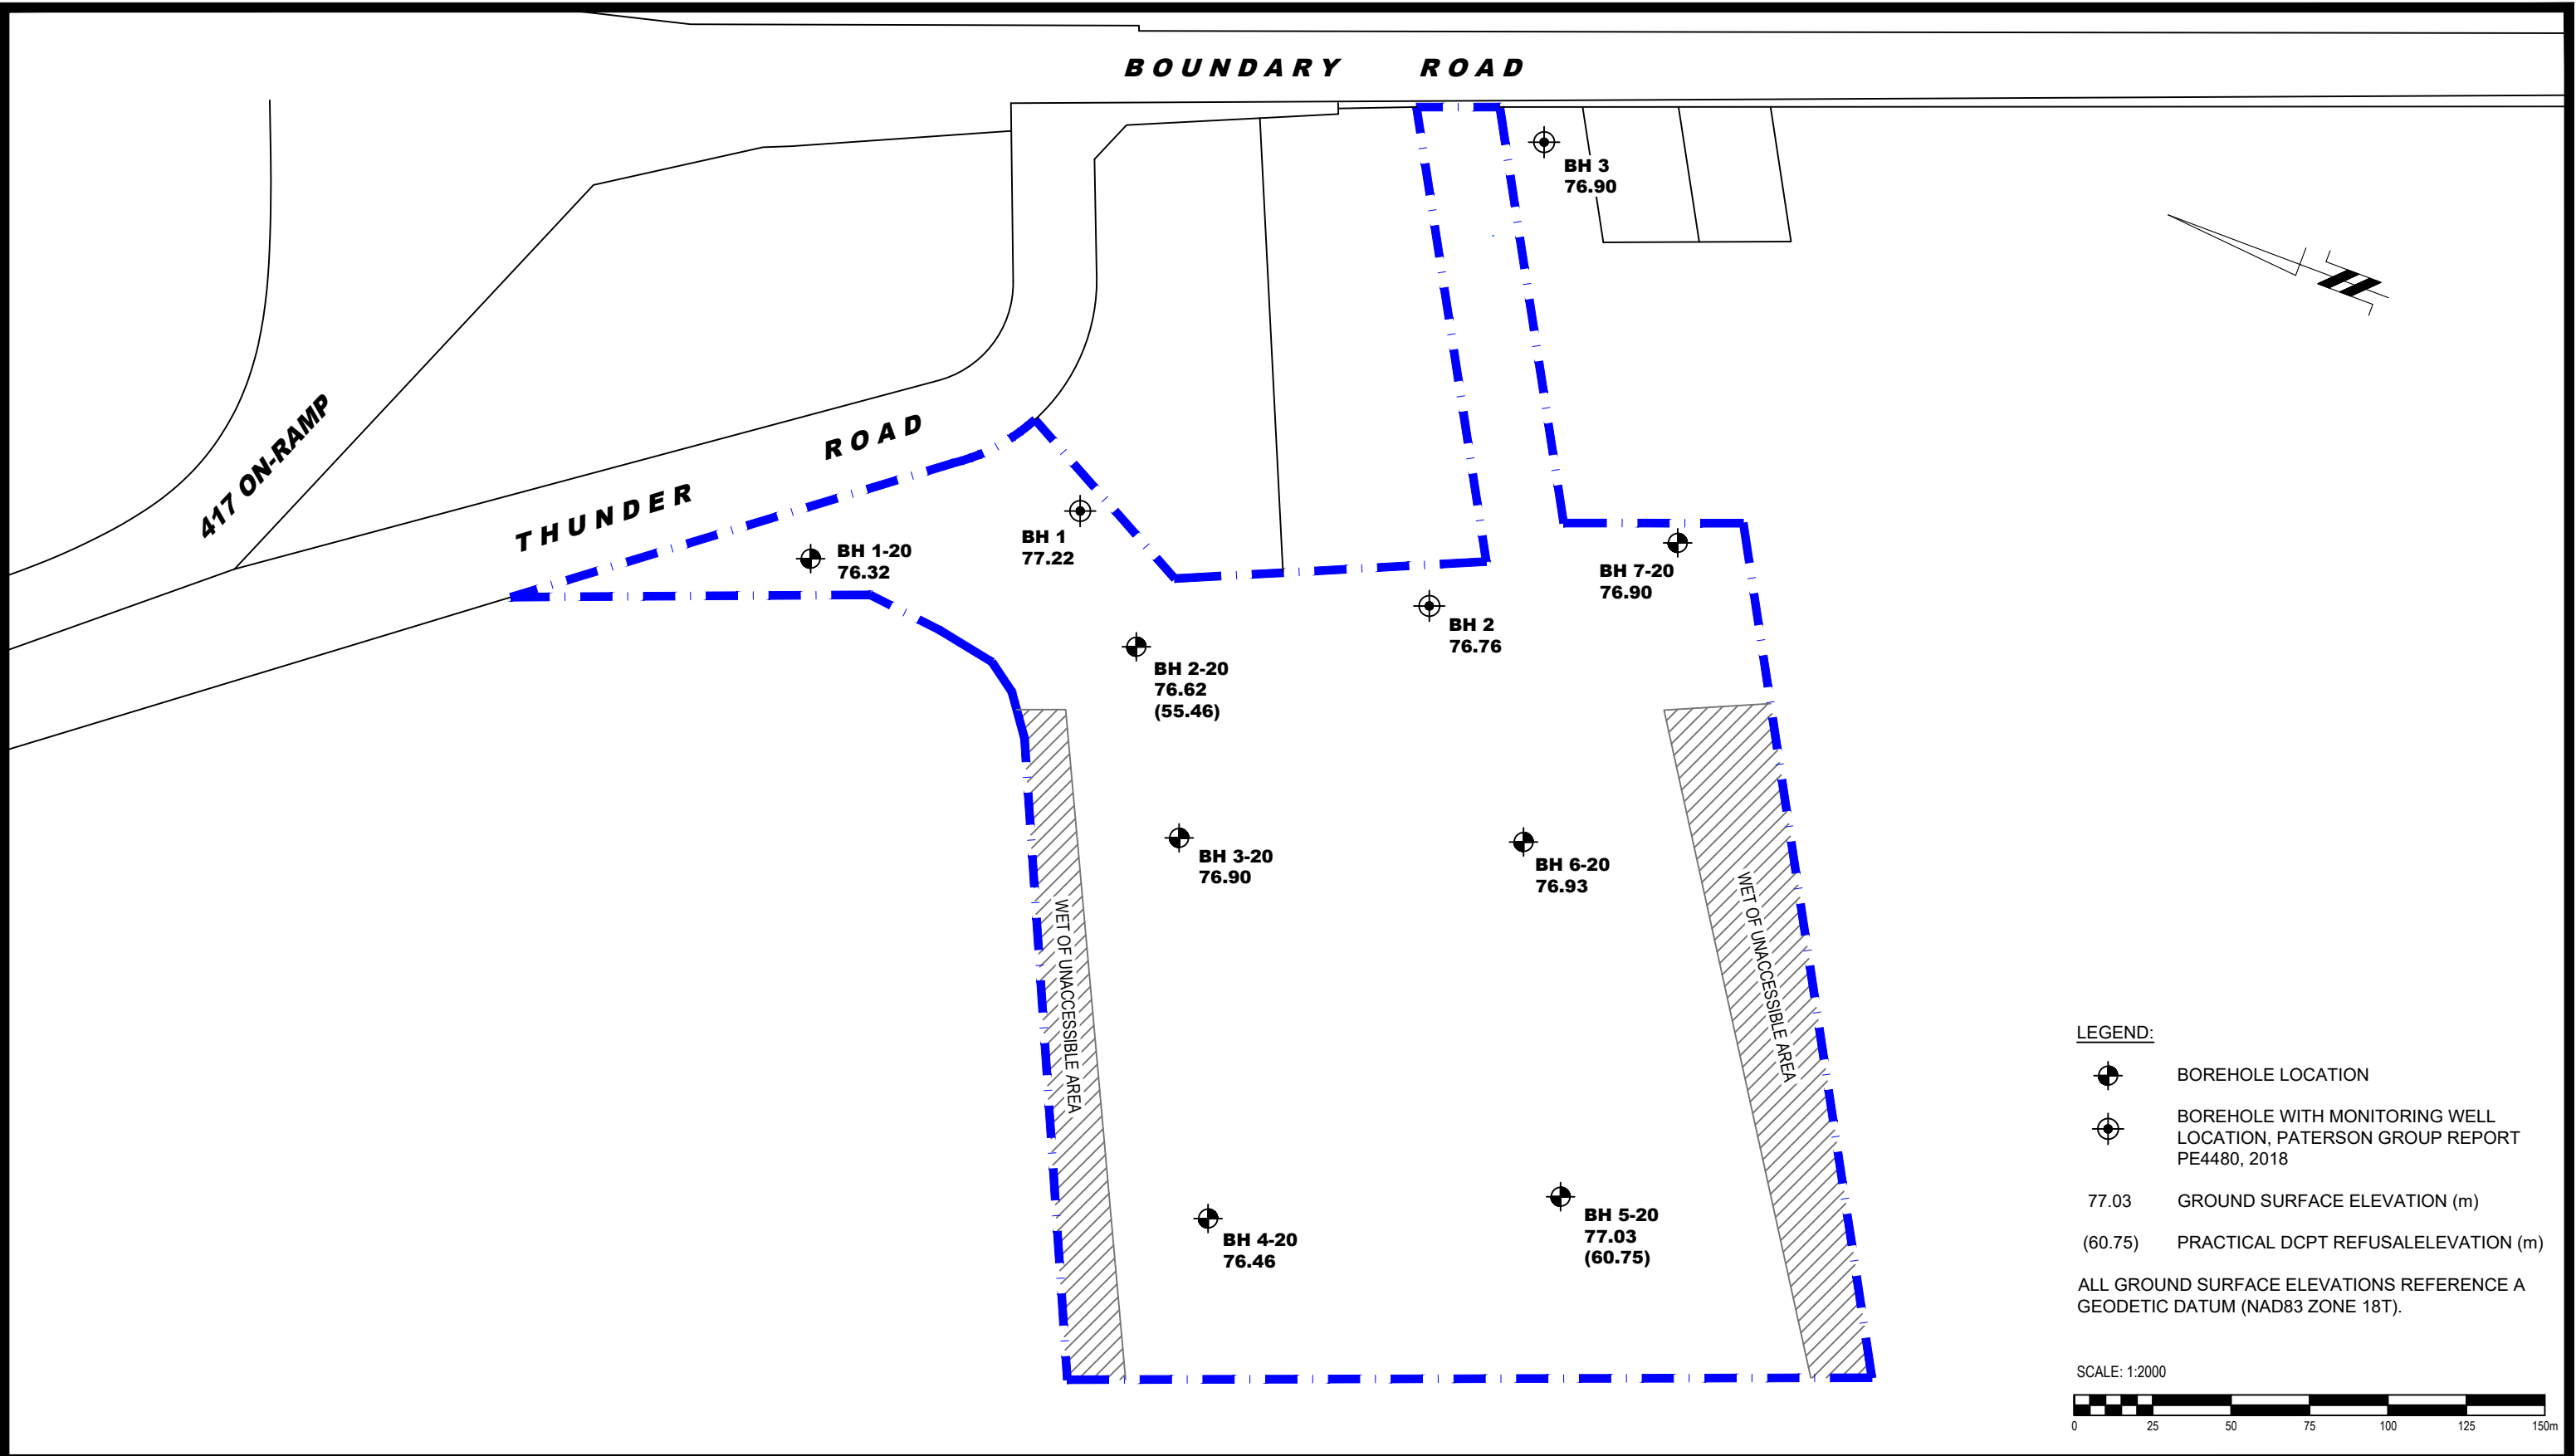 BOUNDARY ROAD
BH 3
76.90
417 ON-RAMP
THUNDER ROAD
BH 1
77.22
BH 1-20
76.32
BH 7-20
76.90
BH 2
76.76
BH 2-20
76.62
(55.46)
BH 3-20
76.90
BH 6-20
76.93
WET OF UNACCESSIBLE AREA
WET OF UNACCESSIBLE AREA
BH 4-20
76.46
BH 5-20
77.03
(60.75)
LEGEND:
BOREHOLE LOCATION
BOREHOLE WITH MONITORING WELL
LOCATION, PATERSON GROUP REPORT
PE4480, 2018
77.03 GROUND SURFACE ELEVATION (m)
(60.75) PRACTICAL DCPT REFUSALELEVATION (m)
ALL GROUND SURFACE ELEVATIONS REFERENCE A
GEODETIC DATUM (NAD83 ZONE 18T).
SCALE: 1:2000
0 25 50 75 100 125 150m